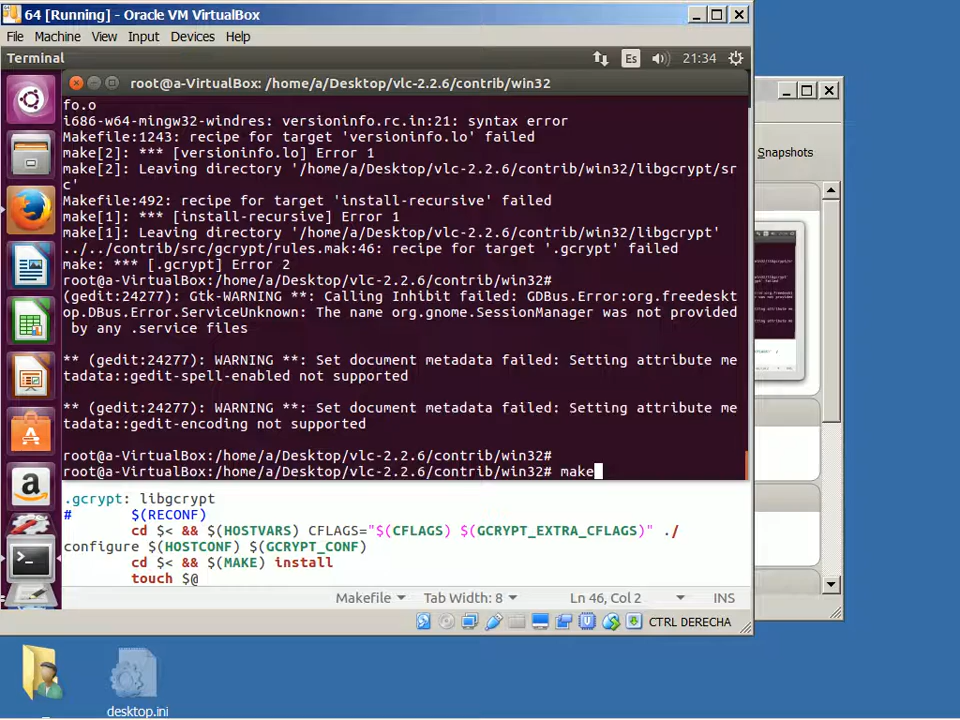 64 [Running] - Oracle VM VirtualBox
File Machine View Input Devices Help
Terminal Es 21:34
root@a-VirtualBox: /home/a/Desktop/vlc-2.2.6/contrib/win32
fo.o
i686-w64-mingw32-windres: versioninfo.rc.in:21: syntax error
Makefile:1243: recipe for target 'versioninfo.lo' failed
make[2]: *** [versioninfo.lo] Error 1
make[2]: Leaving directory '/home/a/Desktop/vlc-2.2.6/contrib/win32/libgcrypt/sr
c'
Makefile:492: recipe for target 'install-recursive' failed
make[1]: *** [install-recursive] Error 1
make[1]: Leaving directory '/home/a/Desktop/vlc-2.2.6/contrib/win32/libgcrypt'
../../contrib/src/gcrypt/rules.mak:46: recipe for target '.gcrypt' failed
make: *** [.gcrypt] Error 2
root@a-VirtualBox:/home/a/Desktop/vlc-2.2.6/contrib/win32#
(gedit:24277): Gtk-WARNING **: Calling Inhibit failed: GDBus.Error:org.freedeskt
op.DBus.Error.ServiceUnknown: The name org.gnome.SessionManager was not provided
by any .service files
** (gedit:24277): WARNING **: Set document metadata failed: Setting attribute me
tadata::gedit-spell-enabled not supported
** (gedit:24277): WARNING **: Set document metadata failed: Setting attribute me
tadata::gedit-encoding not supported
root@a-VirtualBox:/home/a/Desktop/vlc-2.2.6/contrib/win32#
root@a-VirtualBox:/home/a/Desktop/vlc-2.2.6/contrib/win32# make
.gcrypt: libgcrypt
# $(RECONF)
cd $< && $(HOSTVARS) CFLAGS="$(CFLAGS) $(GCRYPT_EXTRA_CFLAGS)" ./
configure $(HOSTCONF) $(GCRYPT_CONF)
cd $< && $(MAKE) install
touch $@
Makefile Tab Width: 8 Ln 46, Col 2 INS
CTRL DERECHA
Snapshots
desktop.ini